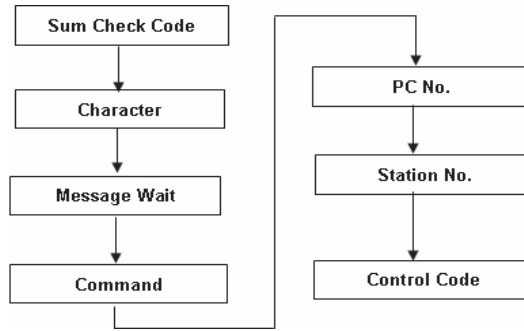 Sum Check Code
Character
Message Wait
Command
PC No.
Station No.
Control Code